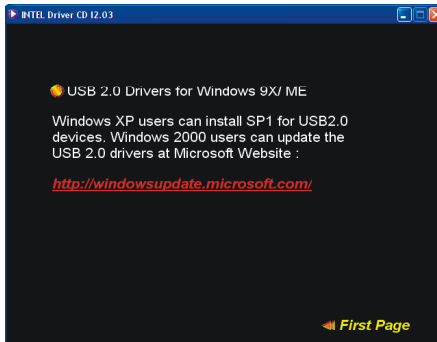 INTEL Driver CD I2.03
USB 2.0 Drivers for Windows 9X/ ME
Windows XP users can install SP1 for USB2.0
devices. Windows 2000 users can update the
USB 2.0 drivers at Microsoft Website :
http://windowsupdate.microsoft.com/
First Page